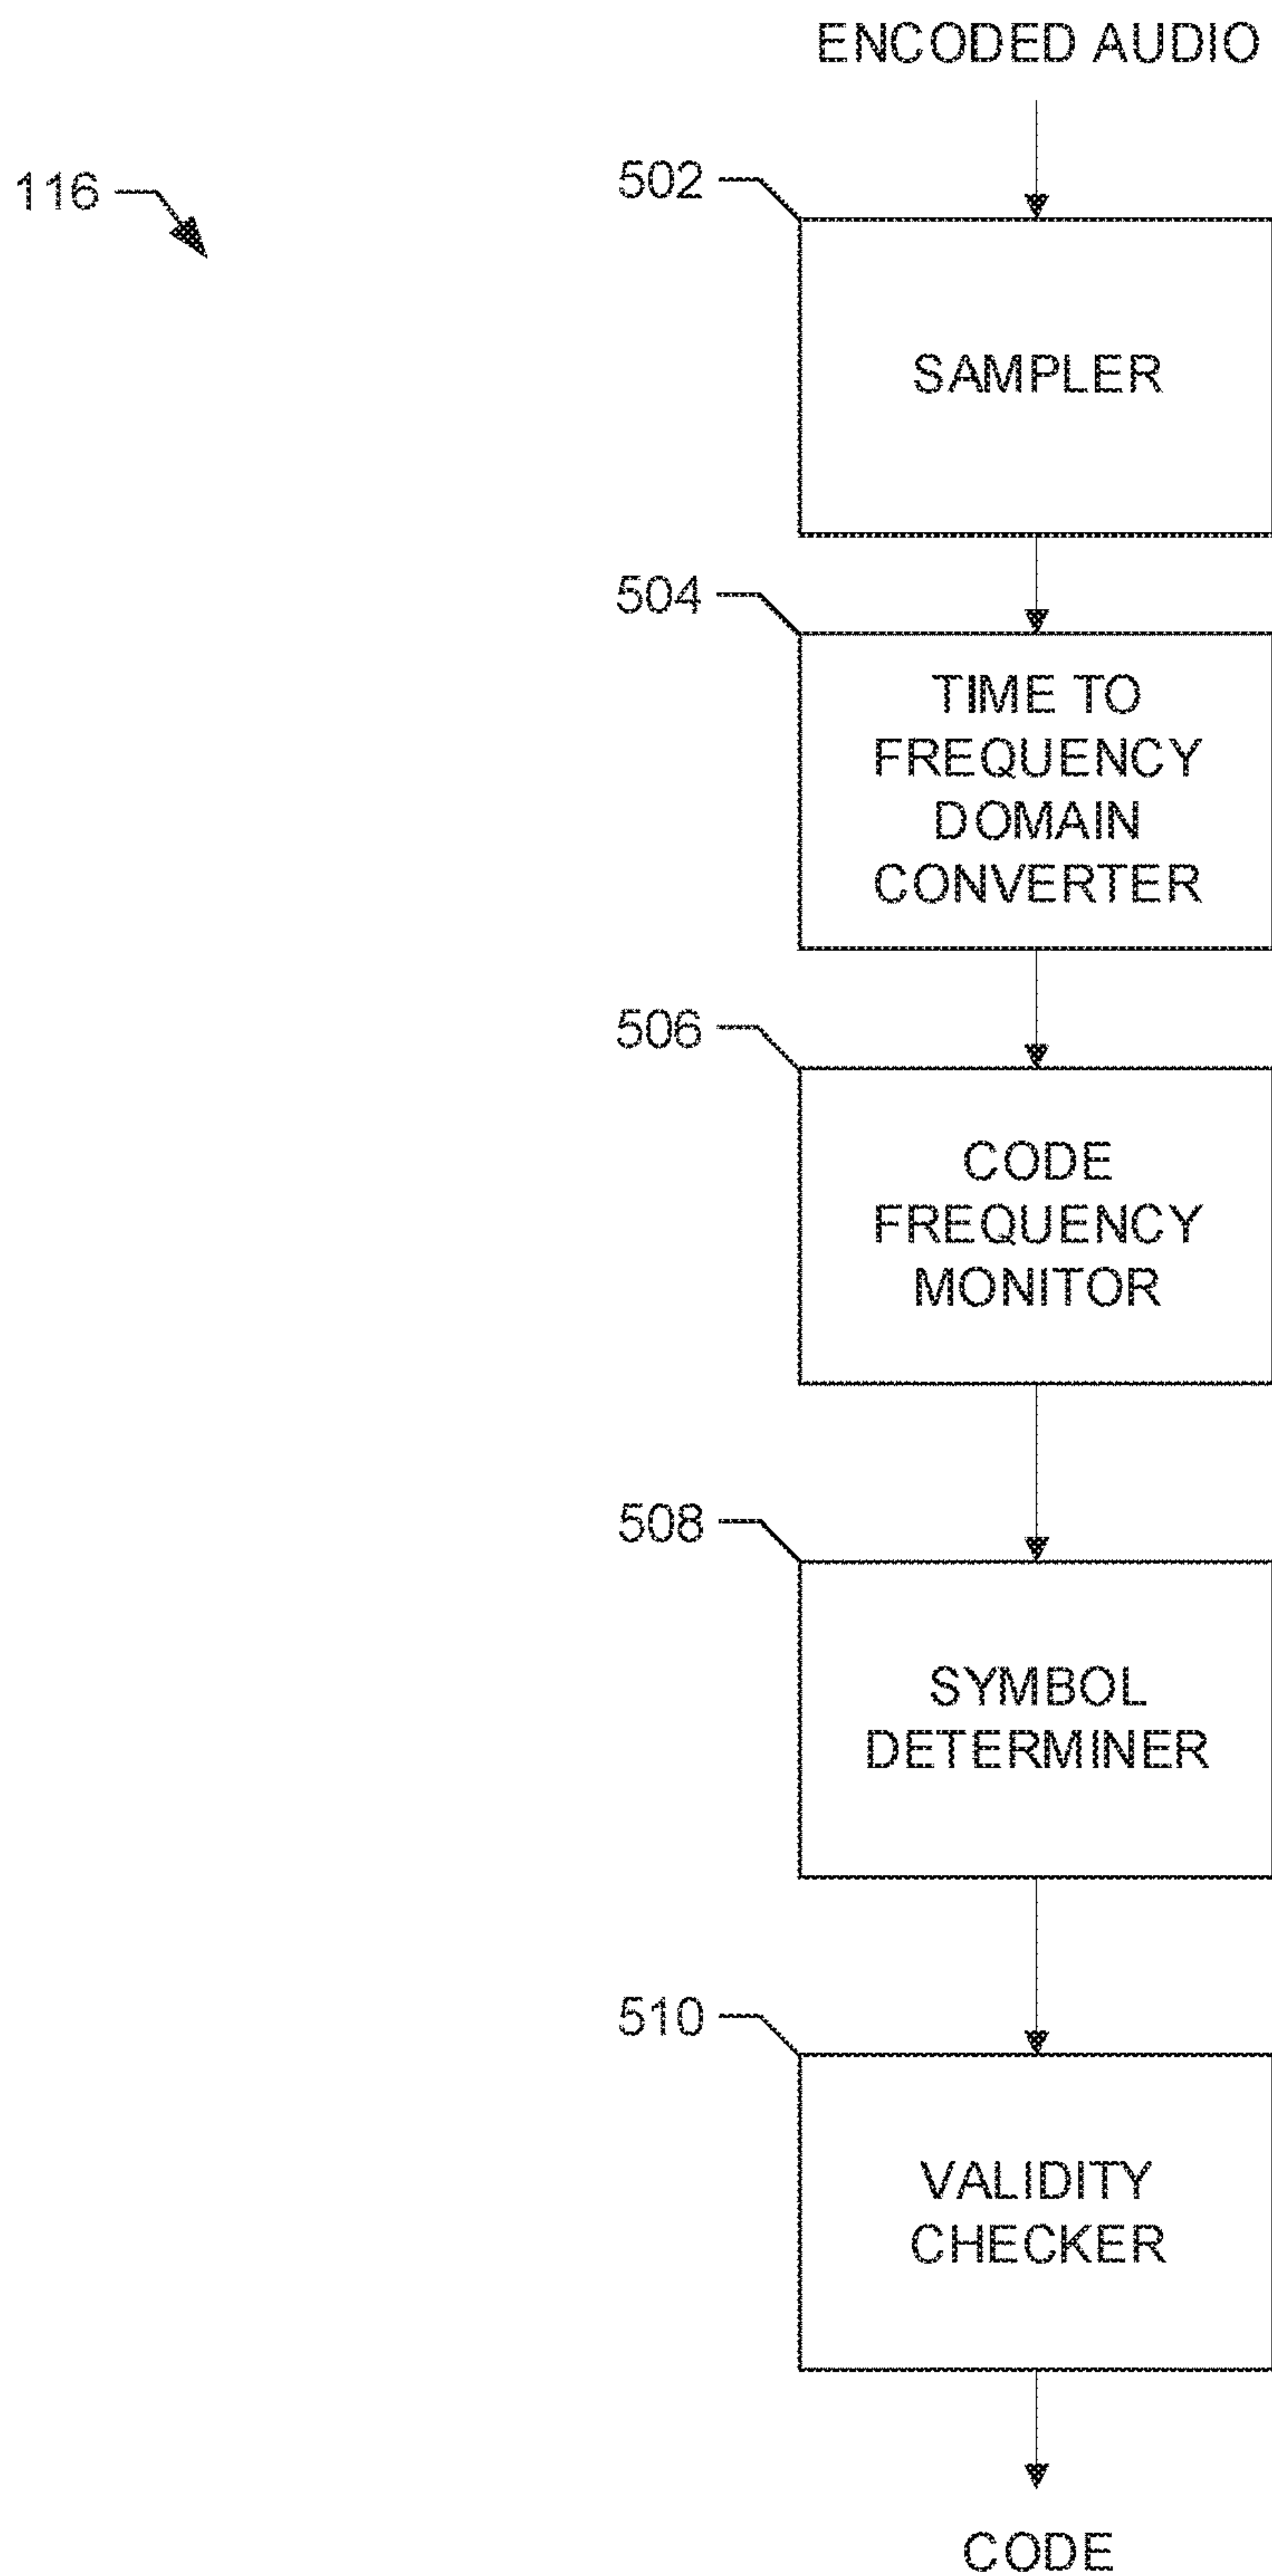 ENCODED AUDIO
116
502
SAMPLER
504
TIME TO
FREQUENCY
DOMAIN
CONVERTER
506
CODE
FREQUENCY
MONITOR
508
SYMBOL
DETERMINER
510
VALIDITY
CHECKER
CODE